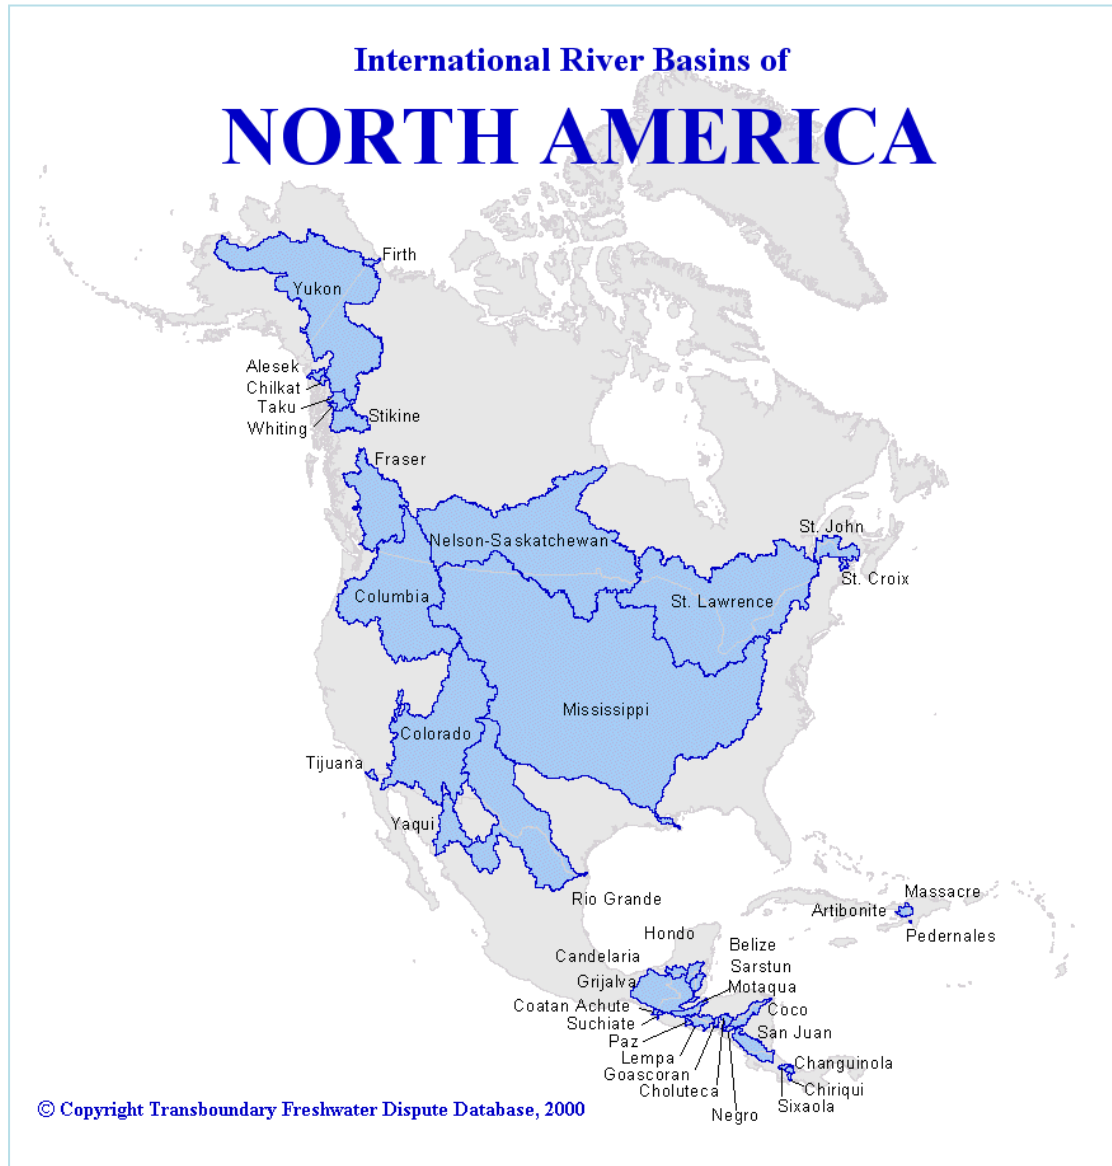 International River Basins of
NORTH AMERICA
Firth
Yukon
Alesek
Chilkat
Taku
Whiting
Stikine
Fraser
Nelson-Saskatchewan
St. John
St. Croix
Columbia
St. Lawrence
Mississippi
Colorado
Tijuana
Yaqui
Rio Grande
Massacre
Artibonite
Pedernales
Hondo
Belize
Candelaria
Sarstun
Grijalva
Motaqua
Coatan Achute
Coco
Suchiate
San Juan
Paz
Lempa
Changuinola
Goascoran
Choluteca
Chiriqui
Sixaola
Negro
© Copyright Transboundary Freshwater Dispute Database, 2000